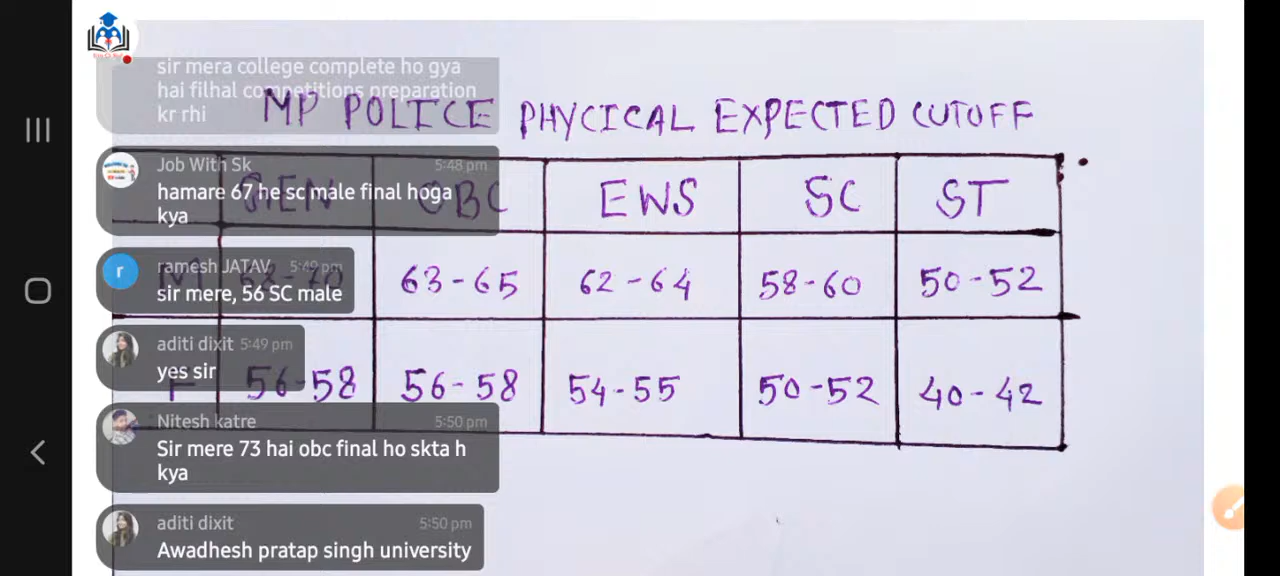 sir mera college complete ho gya
hai filhal competitions preparation
kr rhi
MP POLICE PHYCICAL EXPECTED CUTOFF
Job With Sk 5:48 pm
hamare 67 he sc male final hoga
kya
GEN OBC EWS SC ST
ramesh JATAV 5:49 pm
sir mere, 56 SC male
M 63-65 62-64 58-60 50-52
aditi dixit 5:49 pm
yes sir
F 56-58 56-58 54-55 50-52 40-42
Nitesh katre 5:50 pm
Sir mere 73 hai obc final ho skta h
kya
aditi dixit 5:50 pm
Awadhesh pratap singh university